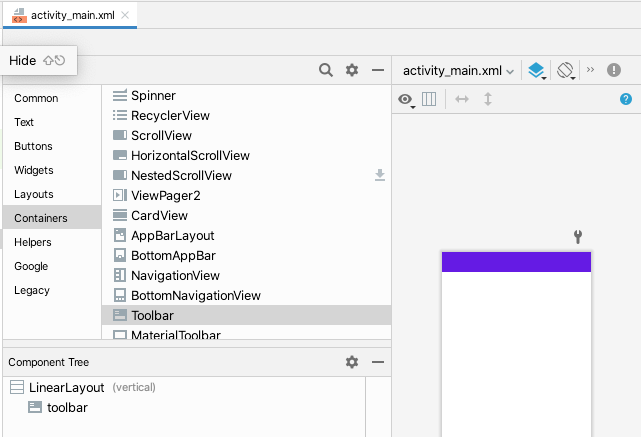 activity_main.xml
Hide
activity_main.xml
Common
Text
Buttons
Widgets
Layouts
Containers
Helpers
Google
Legacy
Spinner
RecyclerView
ScrollView
HorizontalScrollView
NestedScrollView
ViewPager2
CardView
AppBarLayout
BottomAppBar
NavigationView
BottomNavigationView
Toolbar
MaterialToolbar
Component Tree
LinearLayout (vertical)
toolbar